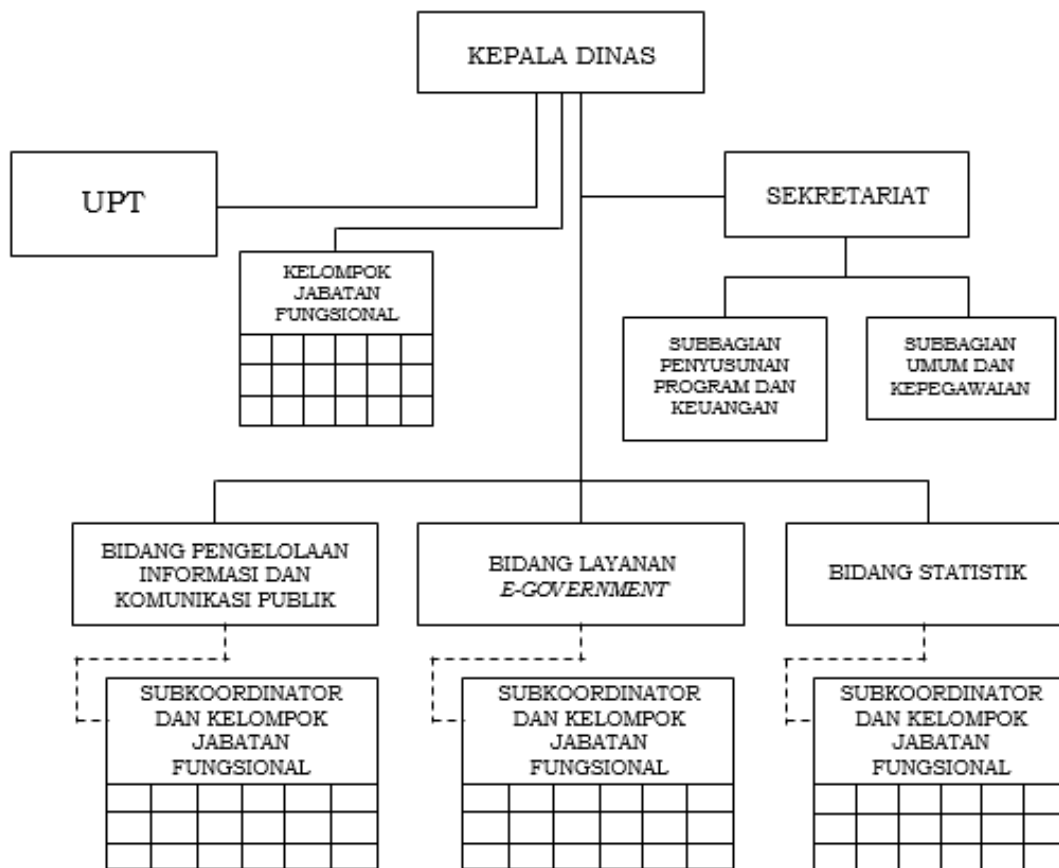 KEPALA DINAS
UPT
SEKRETARIAT
KELOMPOK
JABATAN
FUNGSIONAL
SUBBAGIAN
PENYUSUNAN
PROGRAM DAN
KEUANGAN
SUBBAGIAN
UMUM DAN
KEPEGAWAIAN
BIDANG PENGELOLAAN
INFORMASI DAN
KOMUNIKASI PUBLIK
BIDANG LAYANAN
E-GOVERNMENT
BIDANG STATISTIK
SUBKOORDINATOR
DAN KELOMPOK
JABATAN
FUNGSIONAL
SUBKOORDINATOR
DAN KELOMPOK
JABATAN
FUNGSIONAL
SUBKOORDINATOR
DAN KELOMPOK
JABATAN
FUNGSIONAL